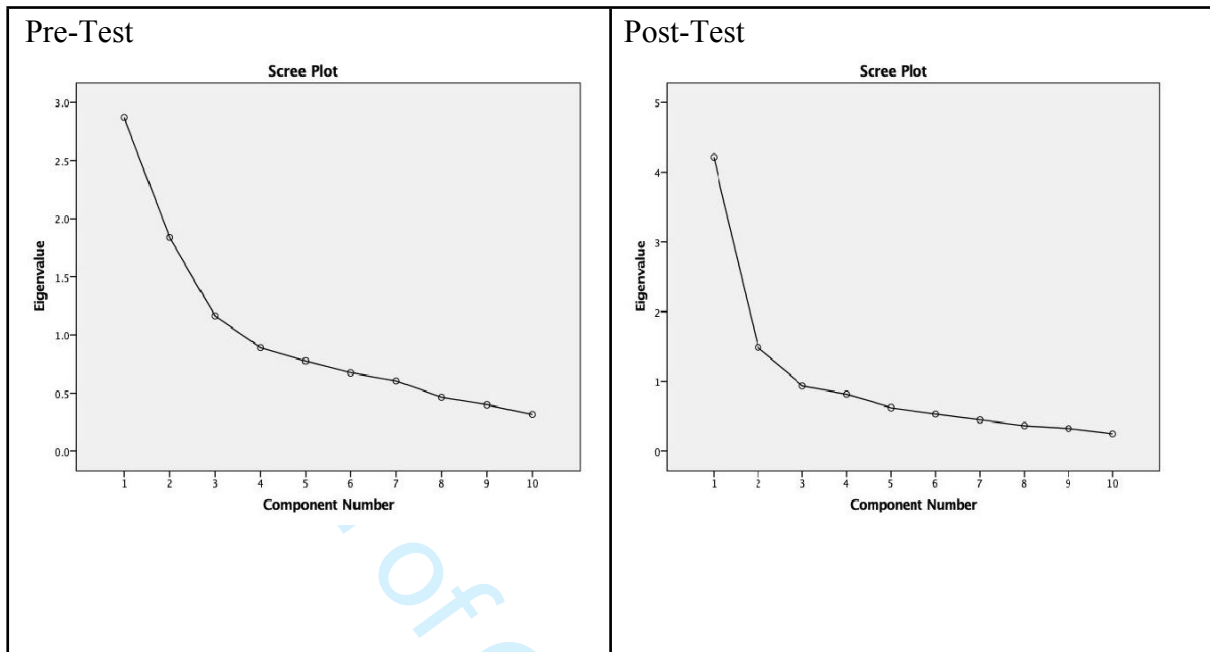 Pre-Test
Scree Plot
Eigenvalue
3.0
2.5
2.0
1.5
1.0
0.5
0.0
1 2 3 4 5 6 7 8 9 10
Component Number
Post-Test
Scree Plot
Eigenvalue
5
4
3
2
1
0
1 2 3 4 5 6 7 8 9 10
Component Number
of